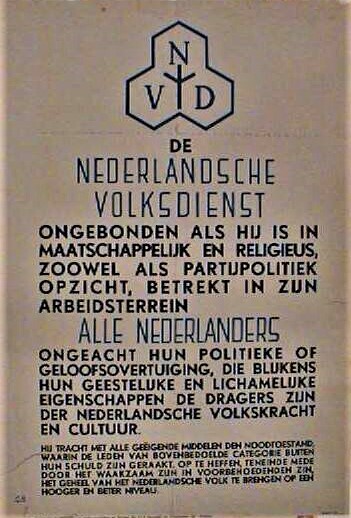 N
V D
DE
NEDERLANDSCHE
VOLKSDIENST
ONGEBONDEN ALS HIJ IS IN
MAATSCHAPPELIJK EN RELIGIEUS,
ZOOWEL ALS PARTIJPOLITIEK
OPZICHT, BETREKT IN ZIJN
ARBEIDSTERREIN
ALLE NEDERLANDERS
ONGEACHT HUN POLITIEKE OF
GELOOFSOVERTUIGING, DIE BLIJKENS
HUN GEESTELIJKE EN LICHAMELIJKE
EIGENSCHAPPEN DE DRAGERS ZIJN
DER NEDERLANDSCHE VOLKSKRACHT
EN CULTUUR.
HIJ TRACHT MET ALLE GEËIGENDE MIDDELEN DEN NOODTOESTAND,
WAARIN DE LEDEN VAN BOVENBEDOELDE CATEGORIE BUITEN
HUN SCHULD ZIJN GERAAKT, OP TE HEFFEN, TENEINDE MEDE
DOOR HET WAAKZAAM ZIJN IN VOORBEHOEDENDEN ZIN,
HET GEHEEL VAN HET NEDERLANDSCHE VOLK TE BRENGEN OP EEN
HOOGER EN BETER NIVEAU.